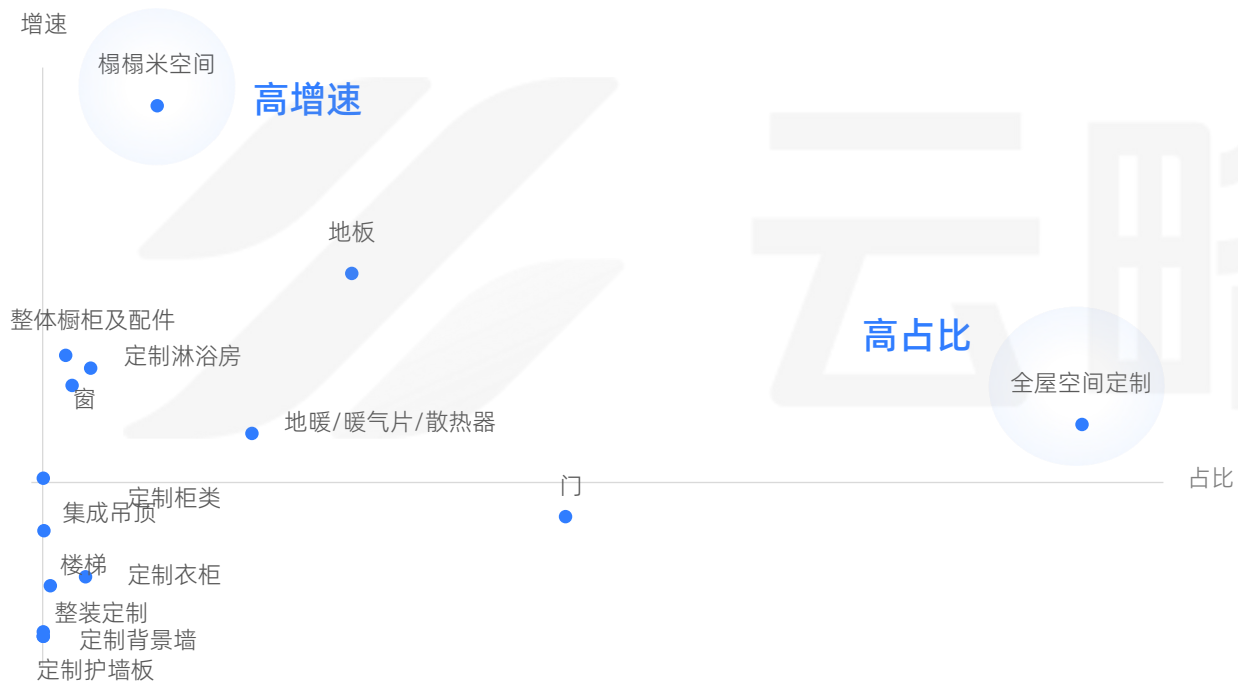 增速
榻榻米空间
高增速
地板
整体橱柜及配件
高占比
定制淋浴房
全屋空间定制
窗
地暖/暖气片/散热器
占比
门
定制柜类
集成吊顶
楼梯
定制衣柜
整装定制
定制背景墙
定制护墙板
云